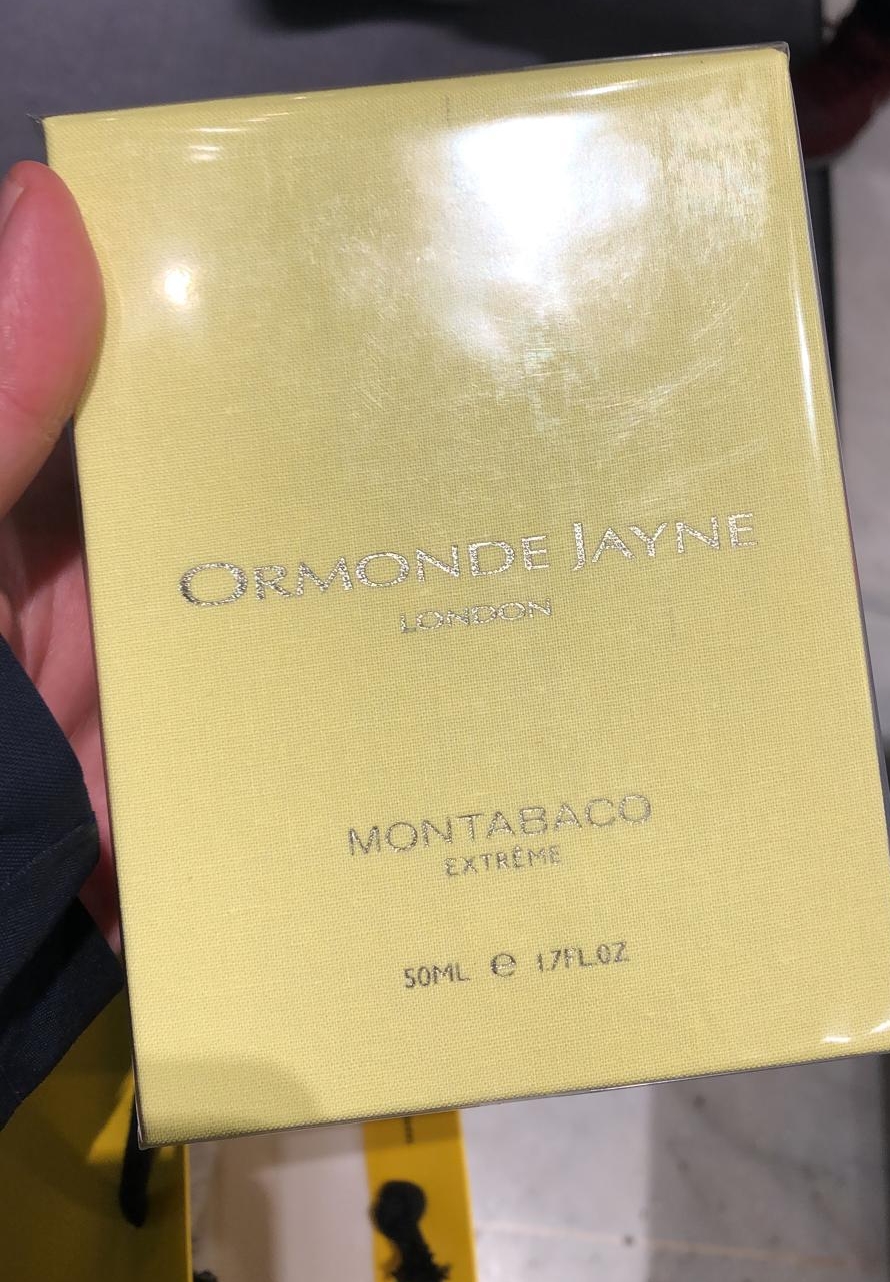 ORMONDE JAYNE
LONDON
MONTABACO
EXTRÊME
50ML ℮ 1.7FL.OZ